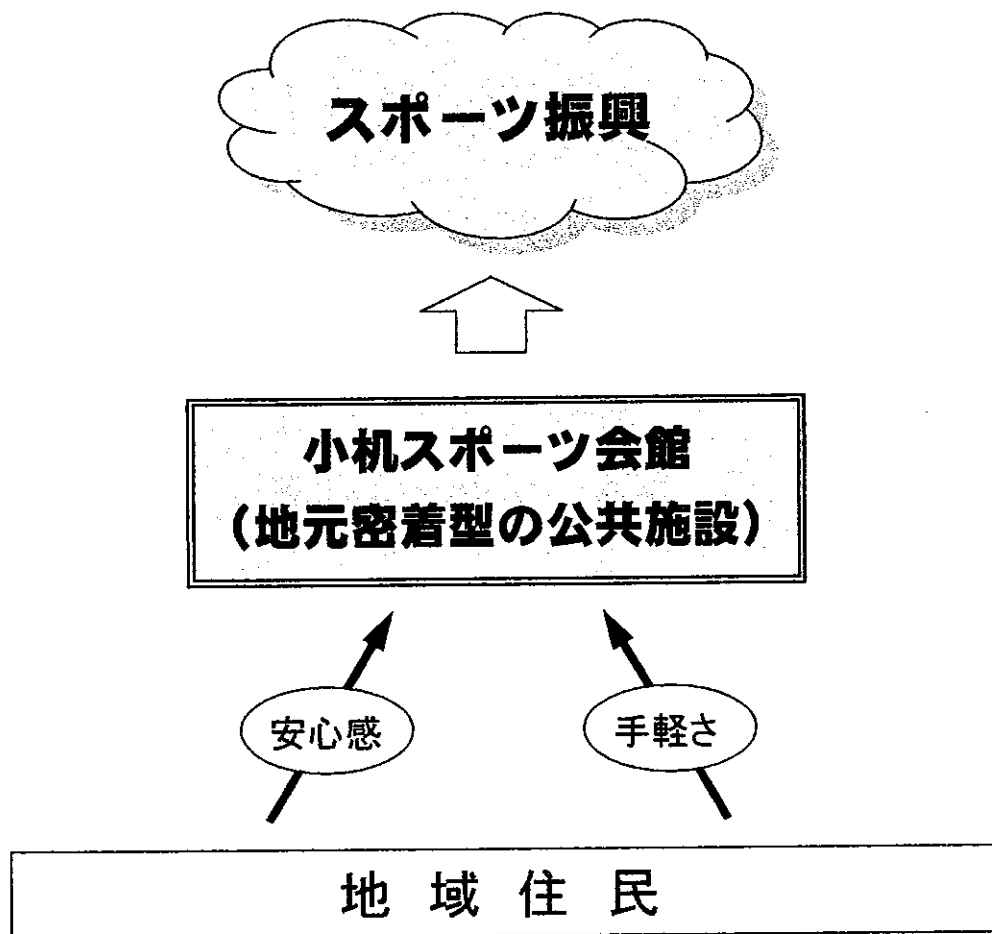 スポーツ振興
小机スポーツ会館
（地元密着型の公共施設）
安心感
手軽さ
地域住民